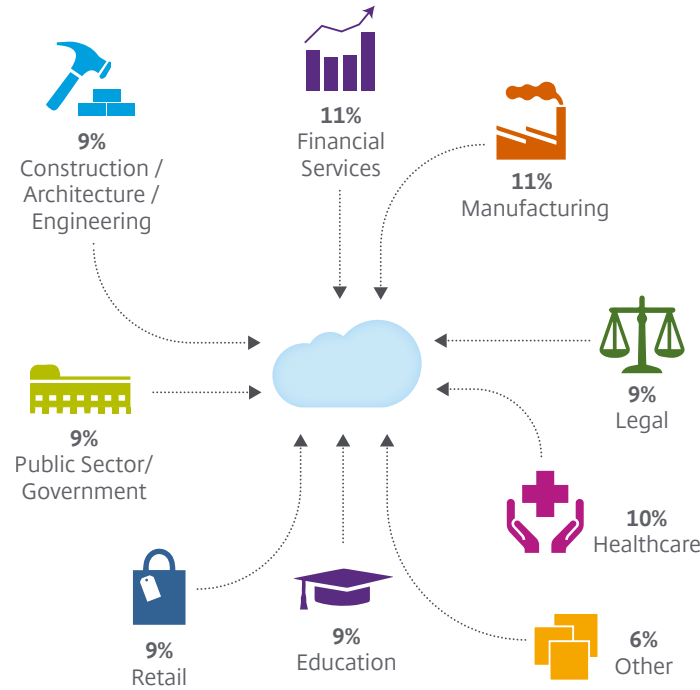 9%
Construction /
Architecture /
Engineering
11%
Financial
Services
11%
Manufacturing
9%
Legal
9%
Public Sector/
Government
10%
Healthcare
9%
Retail
9%
Education
6%
Other